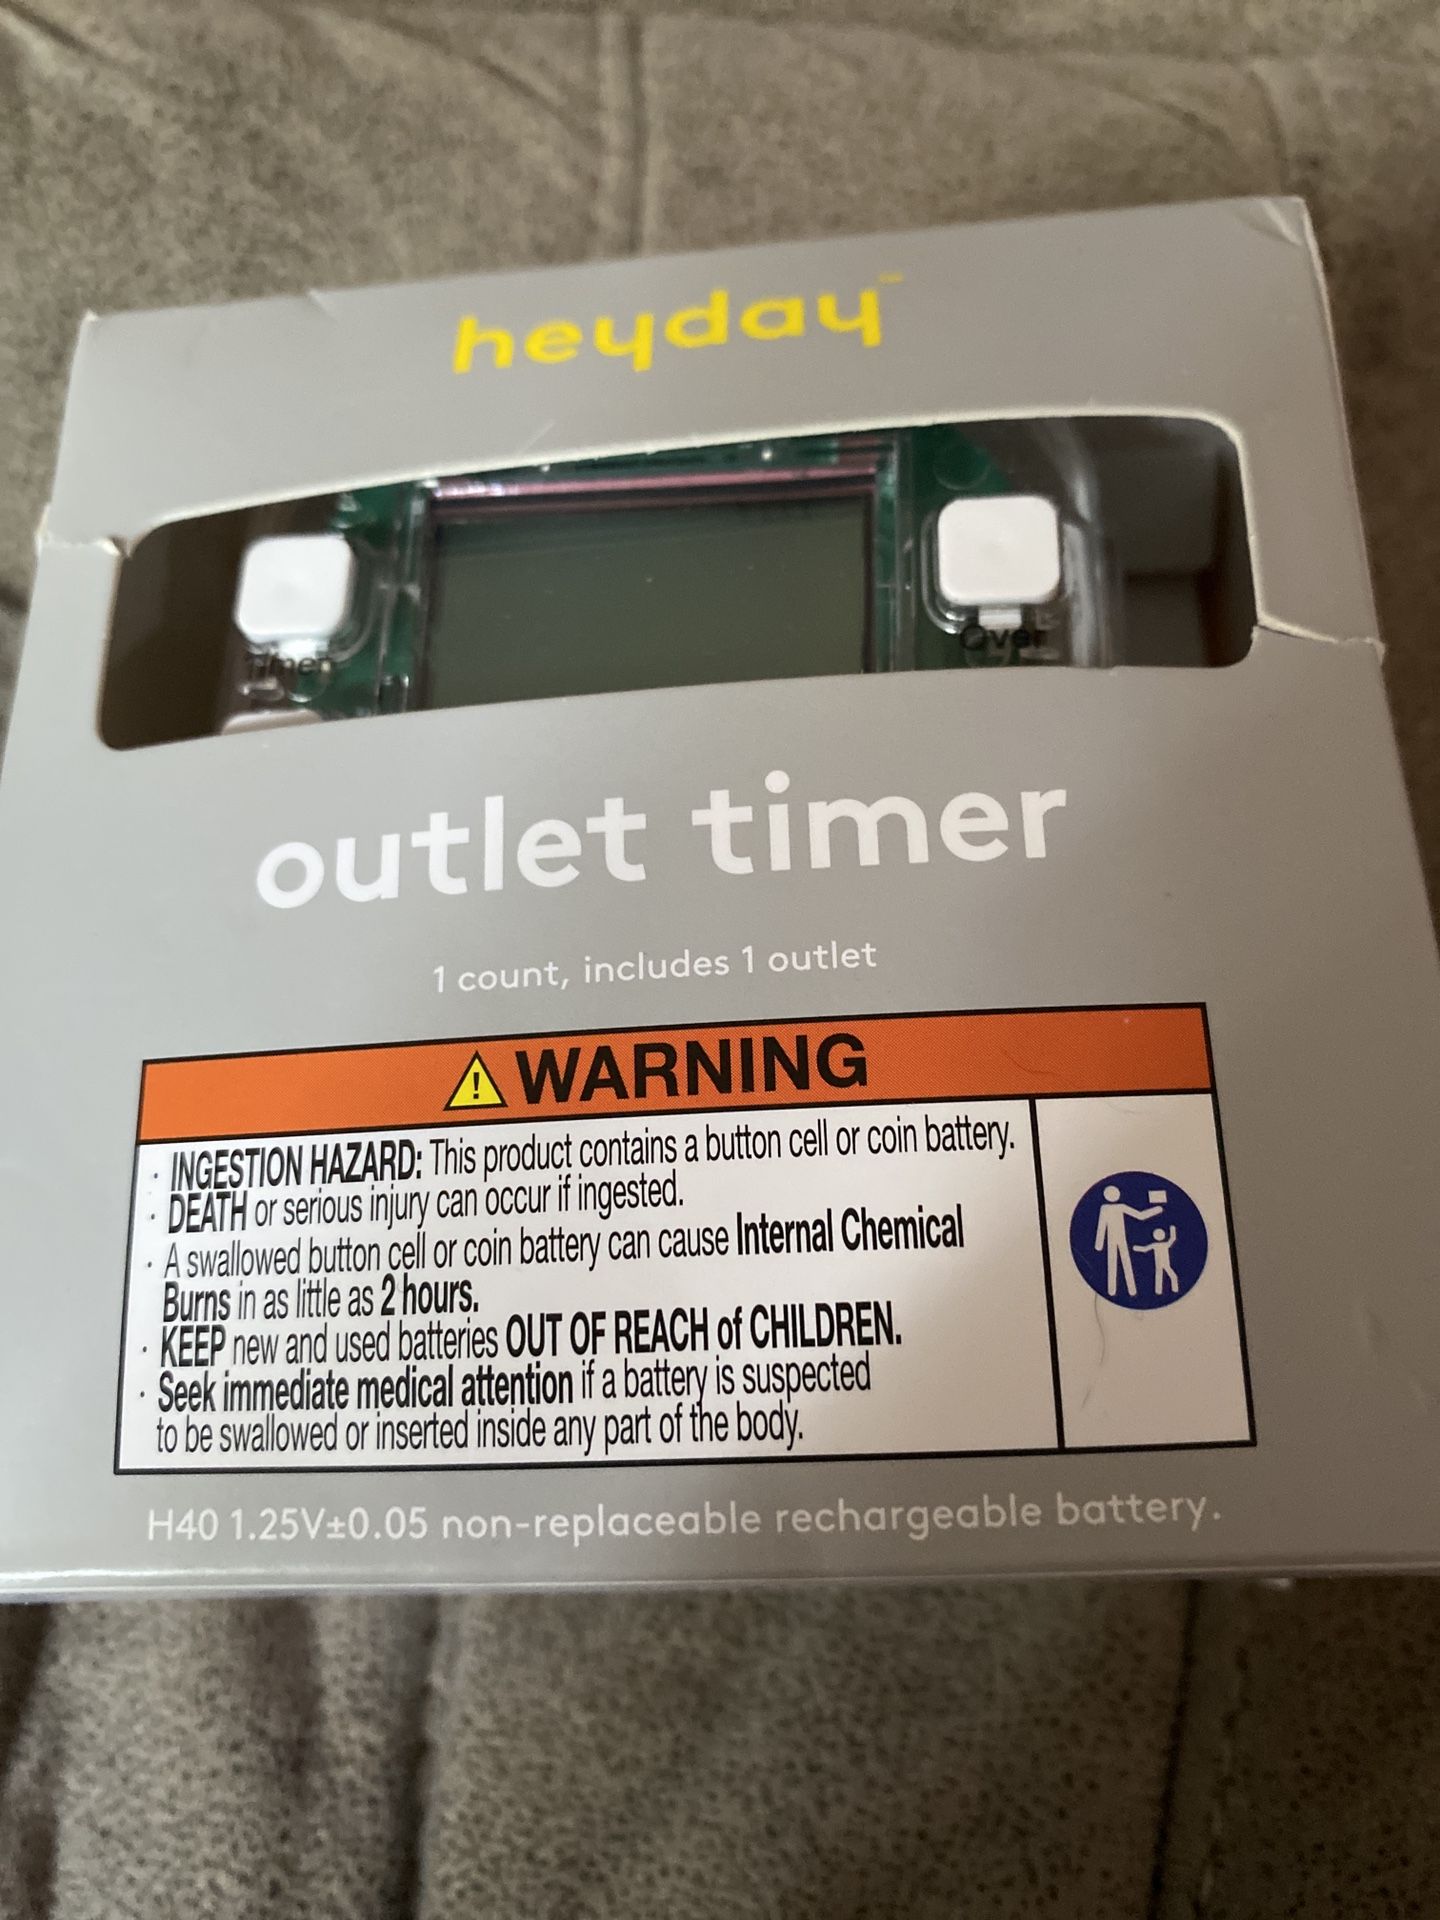 heyday™
Timer
Over
outlet timer
1 count, includes 1 outlet
WARNING
· INGESTION HAZARD: This product contains a button cell or coin battery.
· DEATH or serious injury can occur if ingested.
· A swallowed button cell or coin battery can cause Internal Chemical
Burns in as little as 2 hours.
· KEEP new and used batteries OUT OF REACH of CHILDREN.
· Seek immediate medical attention if a battery is suspected
to be swallowed or inserted inside any part of the body.
H40 1.25V±0.05 non-replaceable rechargeable battery.